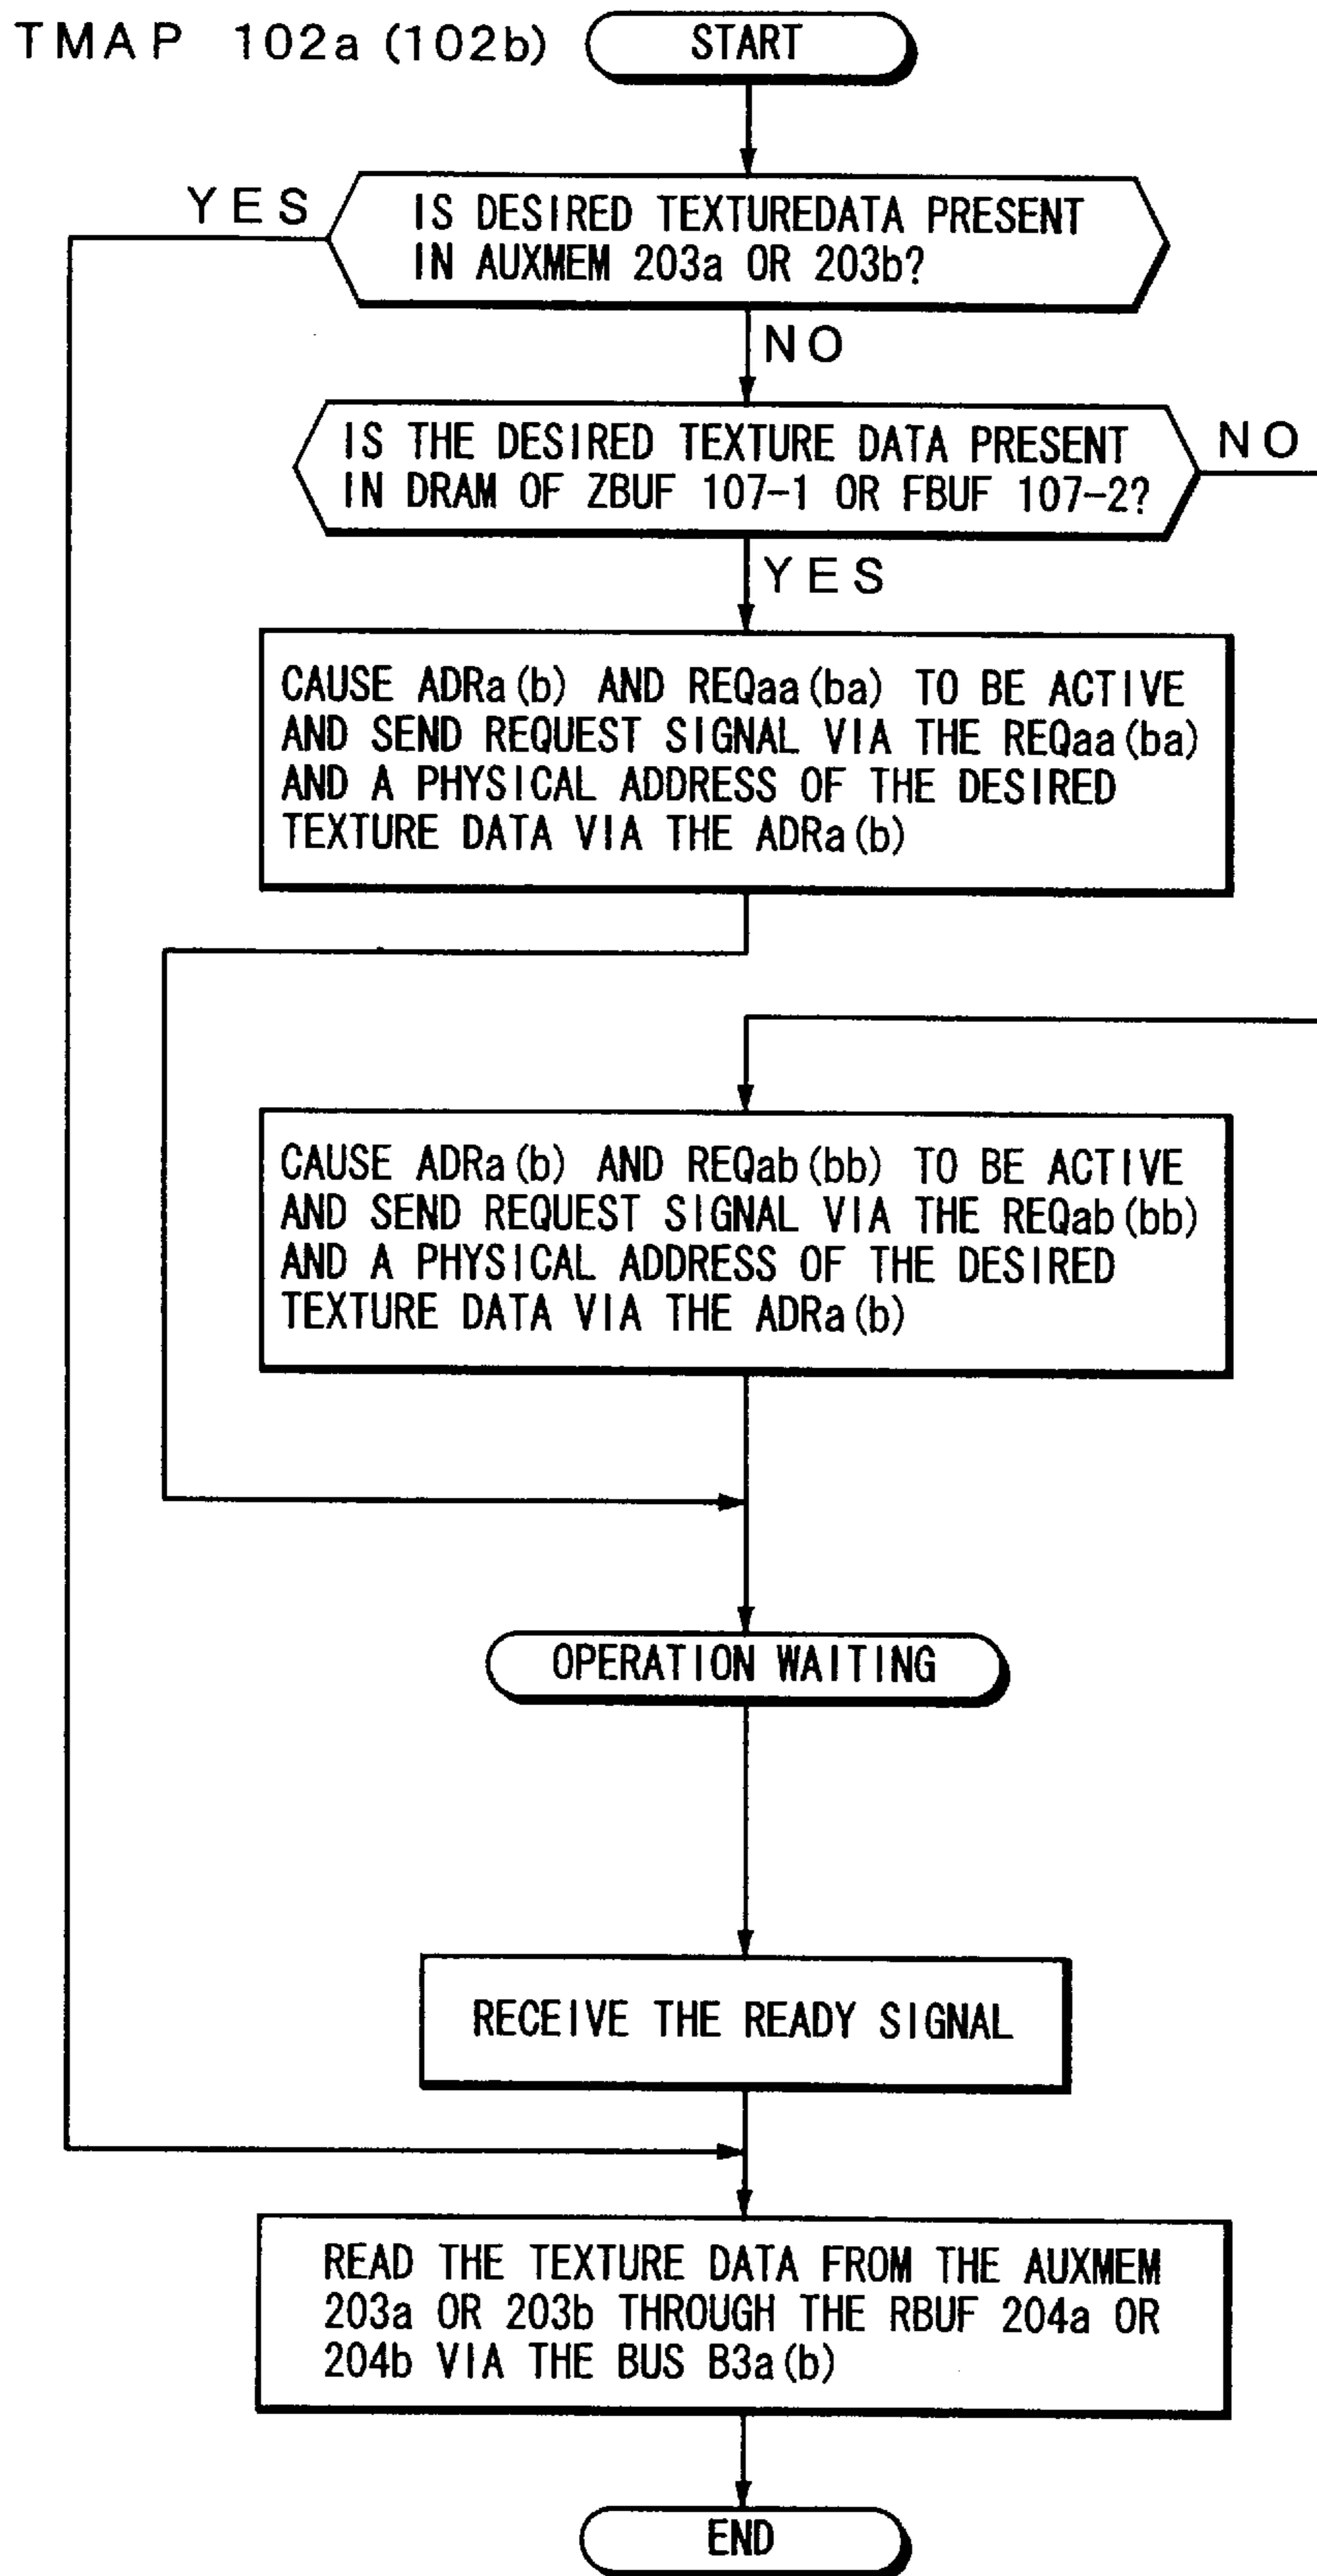 TMAP 102a (102b)
START
YES
IS DESIRED TEXTUREDATA PRESENT
IN AUXMEM 203a OR 203b?
NO
IS THE DESIRED TEXTURE DATA PRESENT
IN DRAM OF ZBUF 107-1 OR FBUF 107-2?
NO
YES
CAUSE ADRa(b) AND REQaa(ba) TO BE ACTIVE
AND SEND REQUEST SIGNAL VIA THE REQaa(ba)
AND A PHYSICAL ADDRESS OF THE DESIRED
TEXTURE DATA VIA THE ADRa(b)
CAUSE ADRa(b) AND REQab(bb) TO BE ACTIVE
AND SEND REQUEST SIGNAL VIA THE REQab(bb)
AND A PHYSICAL ADDRESS OF THE DESIRED
TEXTURE DATA VIA THE ADRa(b)
OPERATION WAITING
RECEIVE THE READY SIGNAL
READ THE TEXTURE DATA FROM THE AUXMEM
203a OR 203b THROUGH THE RBUF 204a OR
204b VIA THE BUS B3a(b)
END